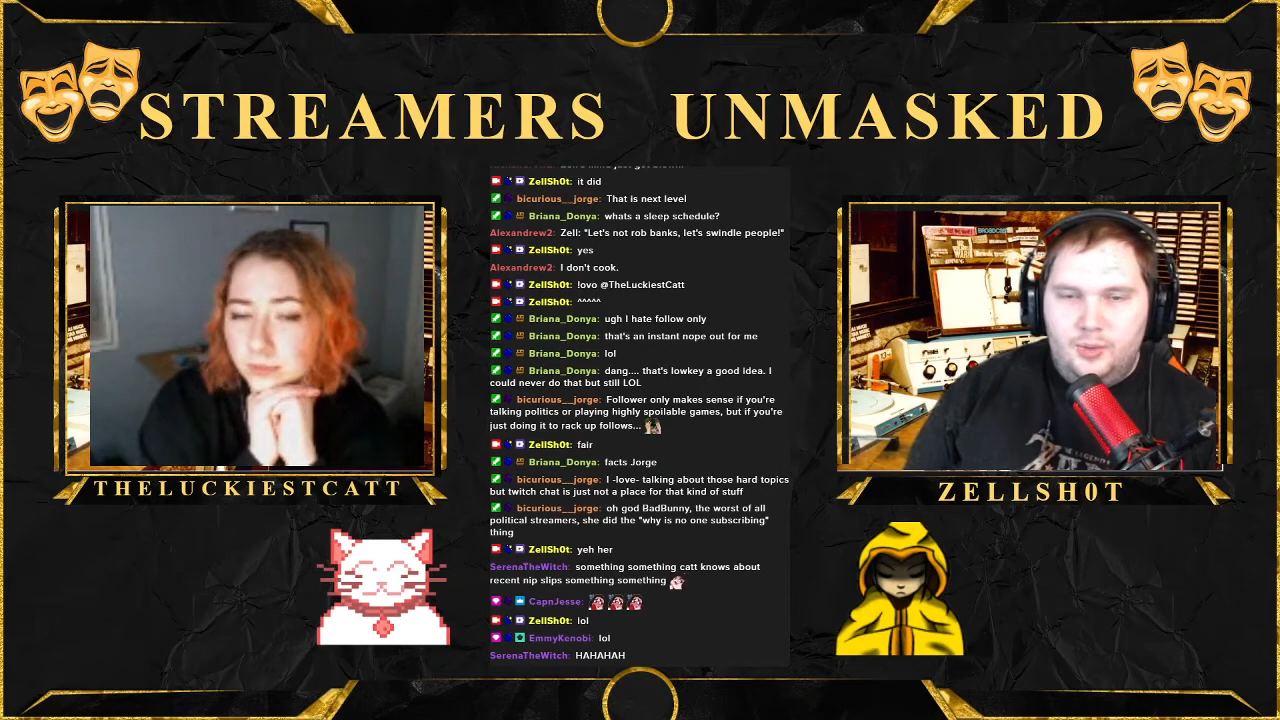 STREAMERS UNMASKED
ZellSh0t: it did
bicurious__jorge: That is next level
Briana_Donya: whats a sleep schedule?
Alexandrew2: Zell: "Let's not rob banks, let's swindle people!"
ZellSh0t: yes
Alexandrew2: I don't cook.
ZellSh0t: !ovo @TheLuckiestCatt
ZellSh0t: ^^^^^
Briana_Donya: ugh I hate follow only
Briana_Donya: that's an instant nope out for me
Briana_Donya: lol
Briana_Donya: dang.... that's lowkey a good idea. I
could never do that but still LOL
bicurious__jorge: Follower only makes sense if you're
talking politics or playing highly spoilable games, but if you're
just doing it to rack up follows...
ZellSh0t: fair
Briana_Donya: facts Jorge
bicurious__jorge: I -love- talking about those hard topics
but twitch chat is just not a place for that kind of stuff
bicurious__jorge: oh god BadBunny, the worst of all
political streamers, she did the "why is no one subscribing"
thing
ZellSh0t: yeh her
SerenaTheWitch: something something catt knows about
recent nip slips something something
CapnJesse:
ZellSh0t: lol
EmmyKenobi: lol
SerenaTheWitch: HAHAHAH
THELUCKIESTCATT
ZELLSH0T